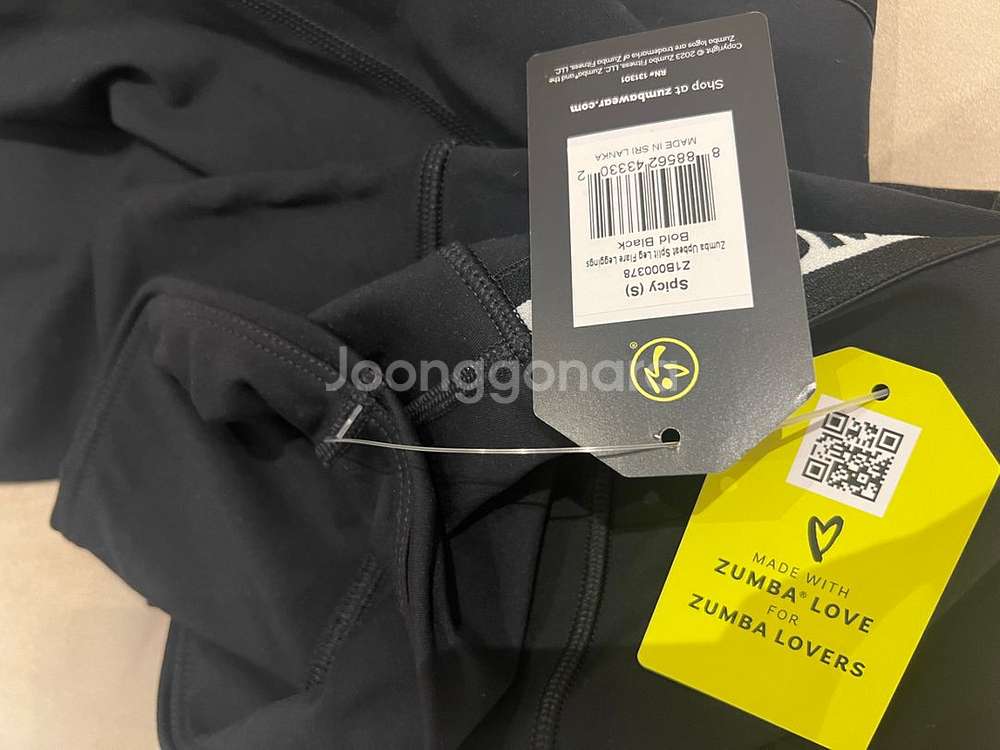 Spicy (S)
Z1B000378
Zumba Upbeat Split Leg Flare Leggings
Bold Black
8 88562 43330 2
MADE IN SRI LANKA
Shop at zumbawear.com
RN# 131301
Copyright © 2023 Zumba Fitness, LLC. Zumba® and the
Zumba logos are trademarks of Zumba Fitness, LLC
®
MADE WITH
ZUMBA® LOVE
FOR
ZUMBA LOVERS